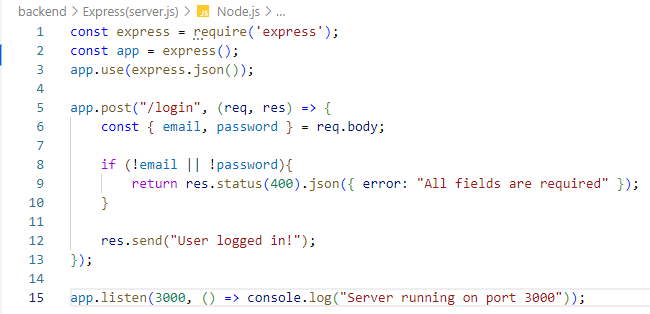 backend > Express(server.js) > JS Node.js > ...
1 const express = require('express');
2 const app = express();
3 app.use(express.json());
4
5 app.post("/login", (req, res) => {
6     const { email, password } = req.body;
7
8     if (!email || !password){
9         return res.status(400).json({ error: "All fields are required" });
10     }
11
12     res.send("User logged in!");
13 });
14
15 app.listen(3000, () => console.log("Server running on port 3000"));